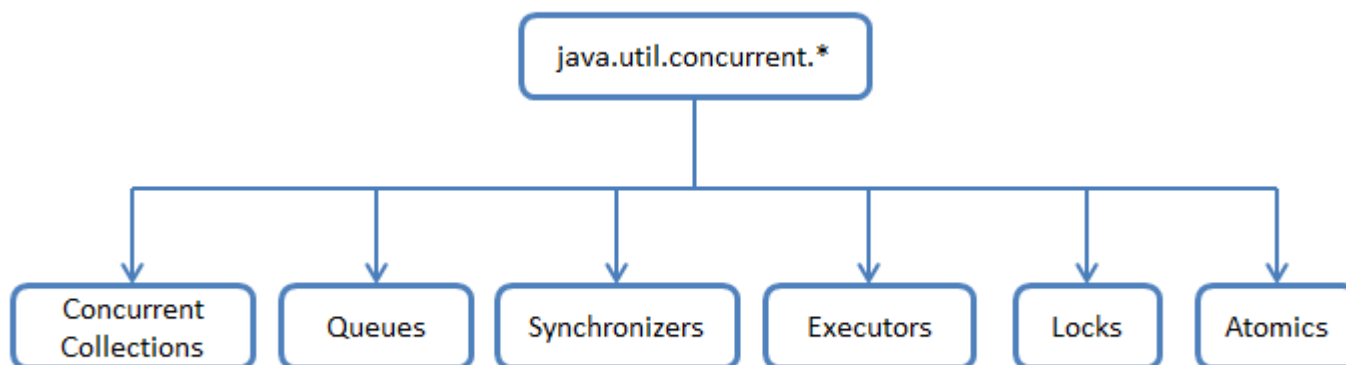 java.util.concurrent.*
Concurrent
Collections
Queues
Synchronizers
Executors
Locks
Atomics